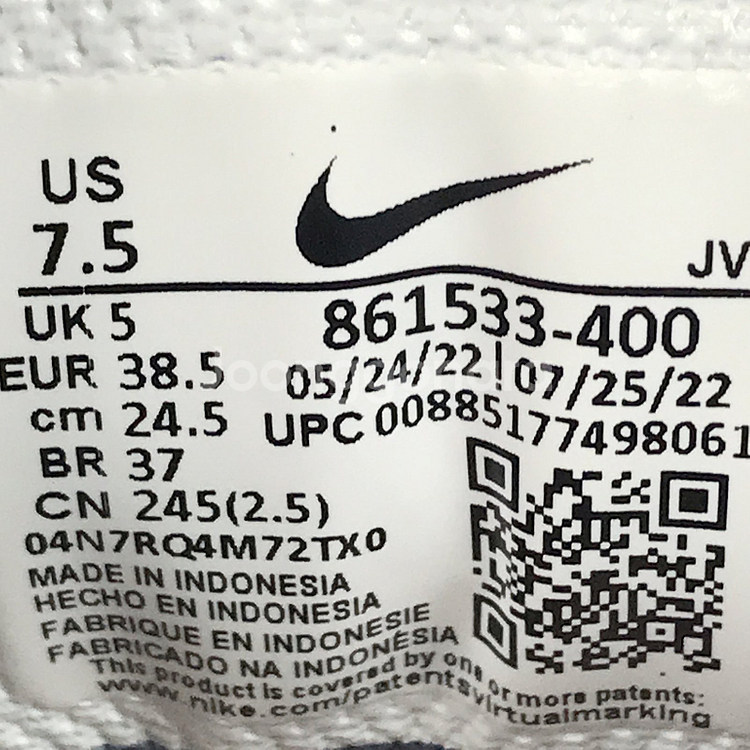 US
7.5
JV
UK 5
861533-400
EUR 38.5
05/24/22|07/25/22
cm 24.5
UPC 00885177498061
BR 37
CN 245(2.5)
04N7RQ4M72TX0
MADE IN INDONESIA
HECHO EN INDONESIA
FABRIQUE EN INDONESIE
FABRICADO NA INDONÉSIA
This product is covered by one or more patents:
www.nike.com/patentsvirtualmarking